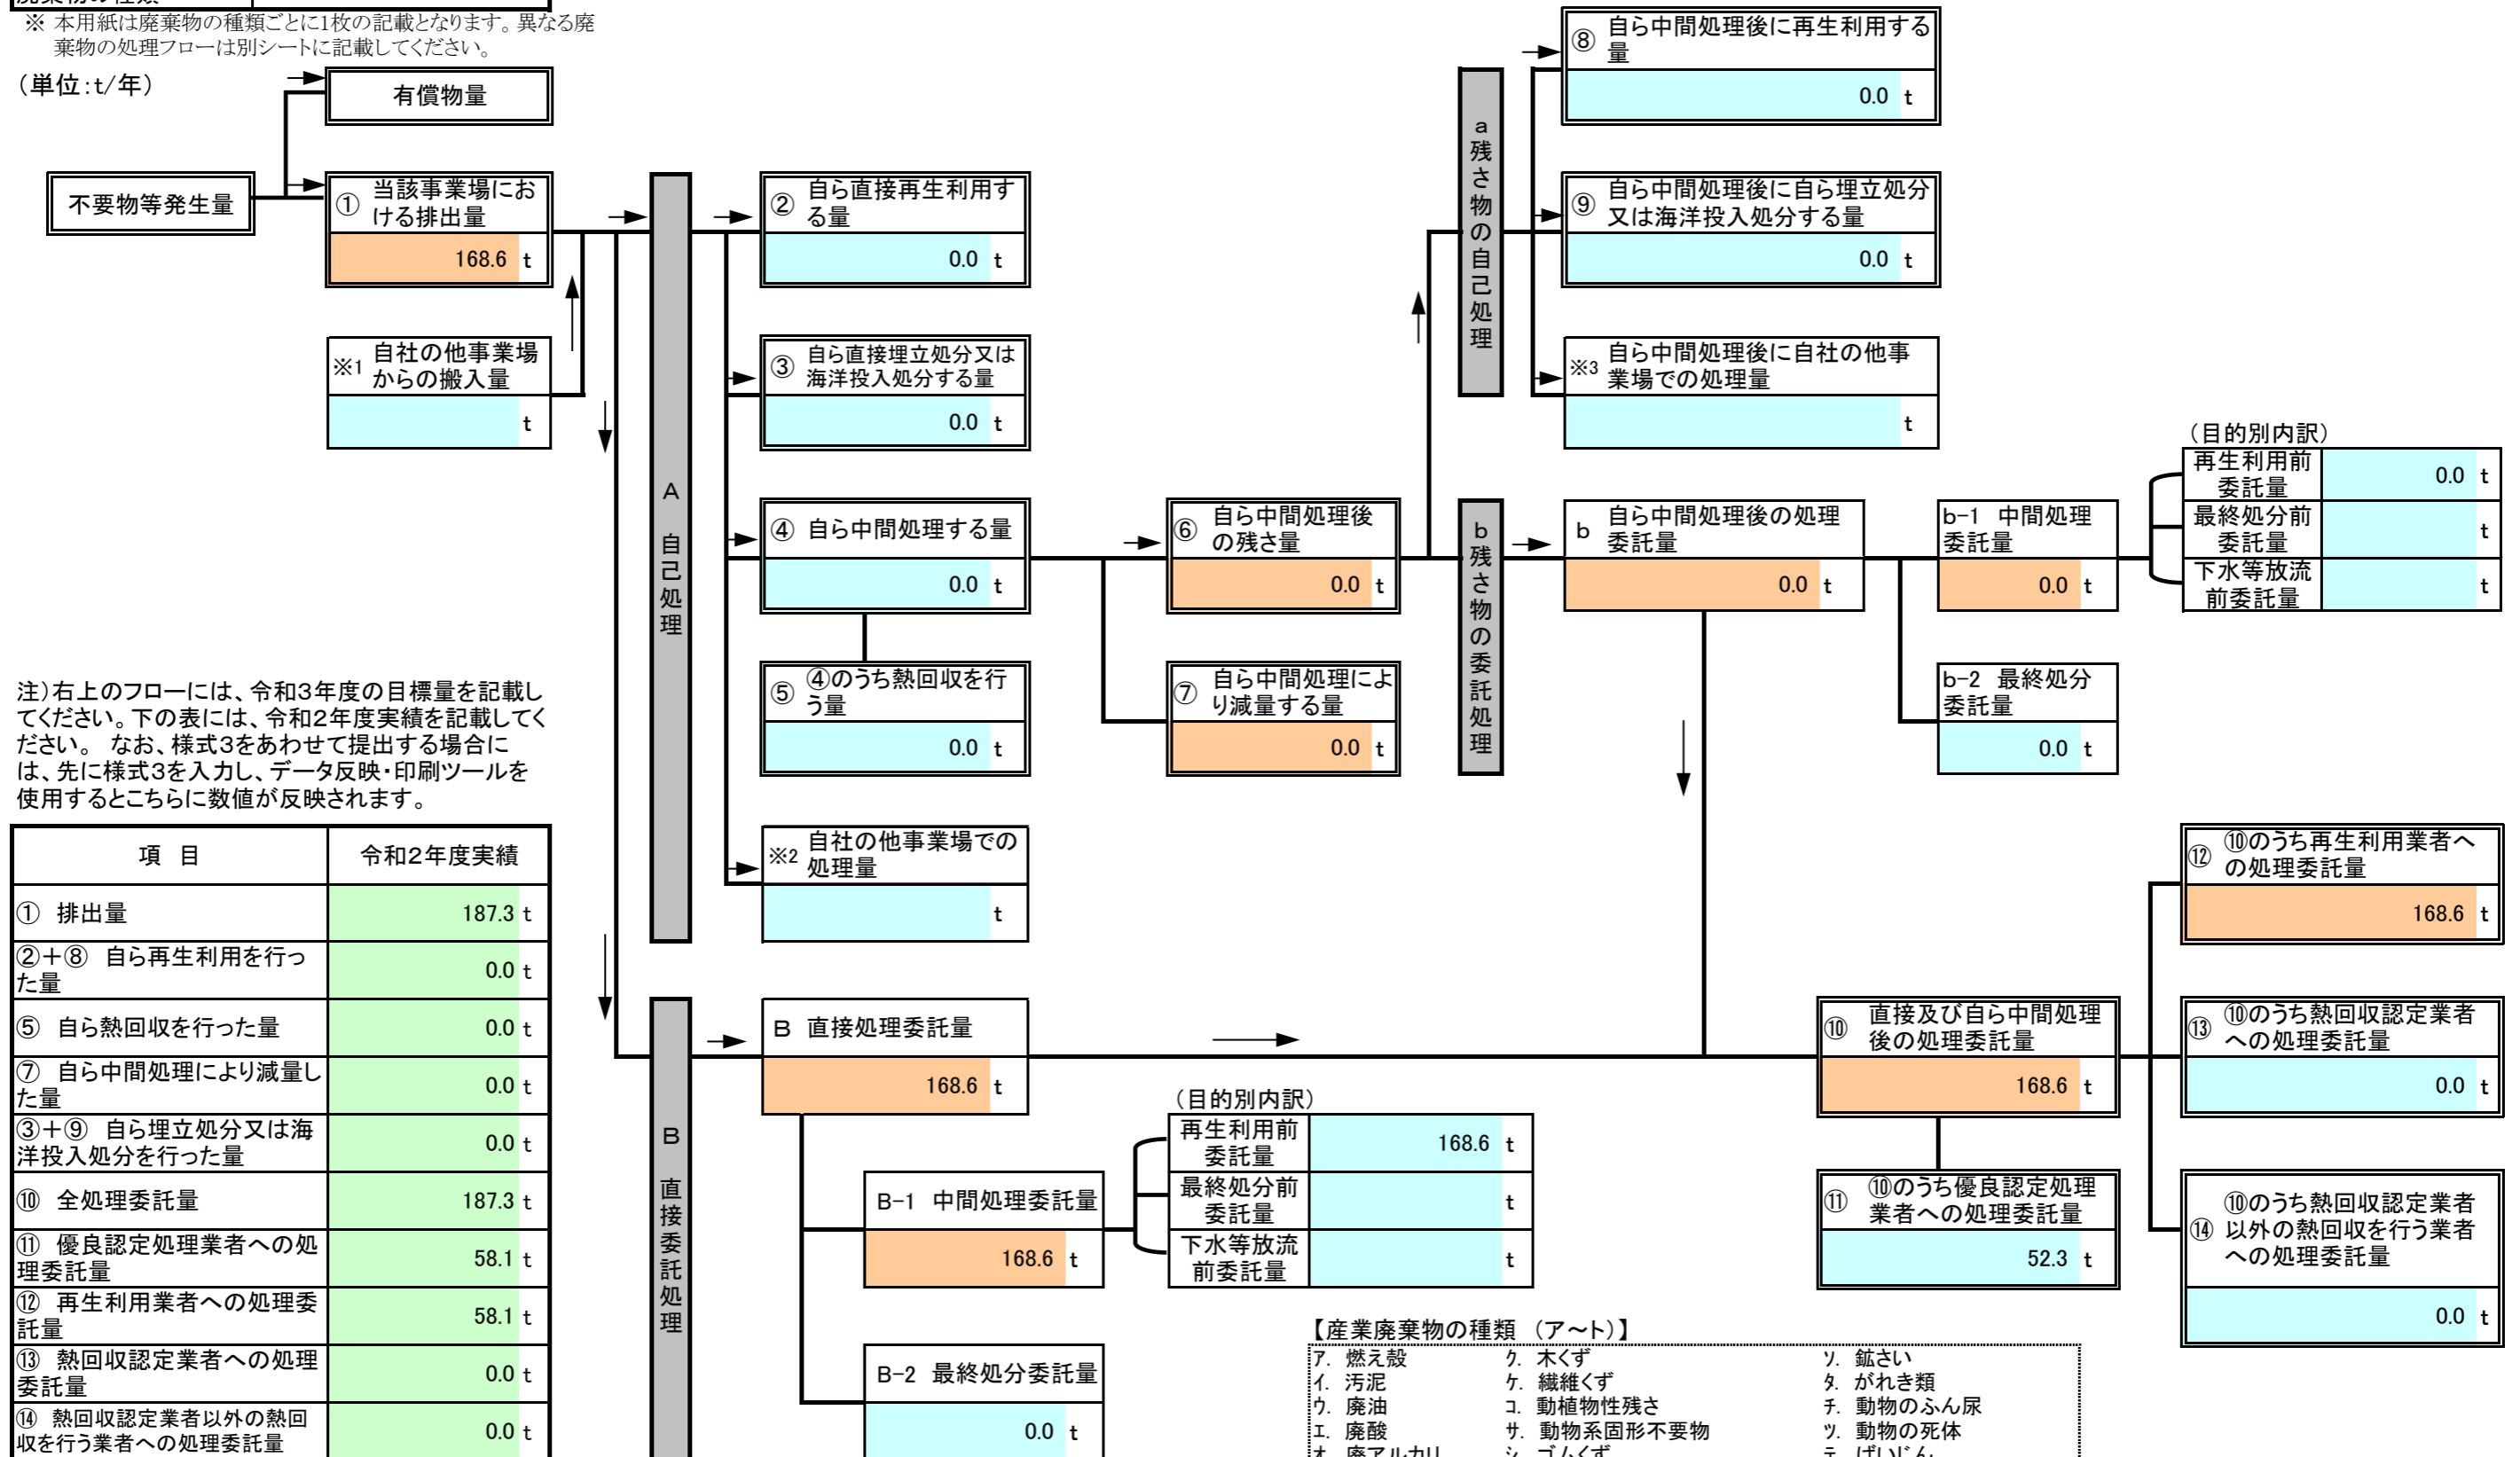 ※ 本用紙は廃棄物の種類ごとに1枚の記載となります。異なる廃
棄物の処理フローは別シートに記載してください。
(単位:t/年)
有償物量
不要物等発生量
① 当該事業場にお
ける排出量
168.6 t
※1 自社の他事業場
からの搬入量
t
A 自己処理
② 自ら直接再生利用す
る量
0.0 t
③ 自ら直接埋立処分又は
海洋投入処分する量
0.0 t
④ 自ら中間処理する量
0.0 t
⑤ ④のうち熱回収を行
う量
0.0 t
※2 自社の他事業場での
処理量
t
⑥ 自ら中間処理後
の残さ量
0.0 t
⑦ 自ら中間処理によ
り減量する量
0.0 t
a残さ物の自己処理
⑧ 自ら中間処理後に再生利用する
量
0.0 t
⑨ 自ら中間処理後に自ら埋立処分
又は海洋投入処分する量
0.0 t
※3 自ら中間処理後に自社の他事
業場での処理量
t
b残さ物の委託処理
b 自ら中間処理後の処理
委託量
0.0 t
b-1 中間処理
委託量
0.0 t
b-2 最終処分
委託量
0.0 t
(目的別内訳)
再生利用前
委託量
0.0 t
最終処分前
委託量
t
下水等放流
前委託量
t
注)右上のフローには、令和3年度の目標量を記載し
てください。下の表には、令和2年度実績を記載してく
ださい。 なお、様式3をあわせて提出する場合に
は、先に様式3を入力し、データ反映・印刷ツールを
使用するとこちらに数値が反映されます。
項 目 令和2年度実績
① 排出量 187.3 t
②+⑧ 自ら再生利用を行っ
た量 0.0 t
⑤ 自ら熱回収を行った量 0.0 t
⑦ 自ら中間処理により減量し
た量 0.0 t
③+⑨ 自ら埋立処分又は海
洋投入処分を行った量 0.0 t
⑩ 全処理委託量 187.3 t
⑪ 優良認定処理業者への処
理委託量 58.1 t
⑫ 再生利用業者への処理委
託量 58.1 t
⑬ 熱回収認定業者への処理
委託量 0.0 t
⑭ 熱回収認定業者以外の熱回
収を行う業者への処理委託量 0.0 t
B 直接委託処理
B 直接処理委託量
168.6 t
B-1 中間処理委託量
168.6 t
B-2 最終処分委託量
0.0 t
(目的別内訳)
再生利用前
委託量
168.6 t
最終処分前
委託量
t
下水等放流
前委託量
t
⑩ 直接及び自ら中間処理
後の処理委託量
168.6 t
⑪ ⑩のうち優良認定処理
業者への処理委託量
52.3 t
⑫ ⑩のうち再生利用業者へ
の処理委託量
168.6 t
⑬ ⑩のうち熱回収認定業者
への処理委託量
0.0 t
⑭ ⑩のうち熱回収認定業者
以外の熱回収を行う業者
への処理委託量
0.0 t
【産業廃棄物の種類 (ア~ト)】
ア. 燃え殻 ク. 木くず ソ. 鉱さい
イ. 汚泥 ケ. 繊維くず タ. がれき類
ウ. 廃油 コ. 動植物性残さ チ. 動物のふん尿
エ. 廃酸 サ. 動物系固形不要物 ツ. 動物の死体
オ. 廃アルカリ シ. ゴムくず テ. ばいじん